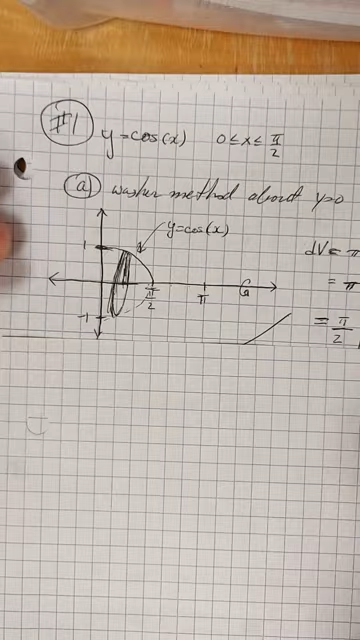 #1 y=cos(x) 0≤x≤π/2
a washer method about y=0
1 y=cos(x)
dV = π
= π
π/2 π
-1
= π/2